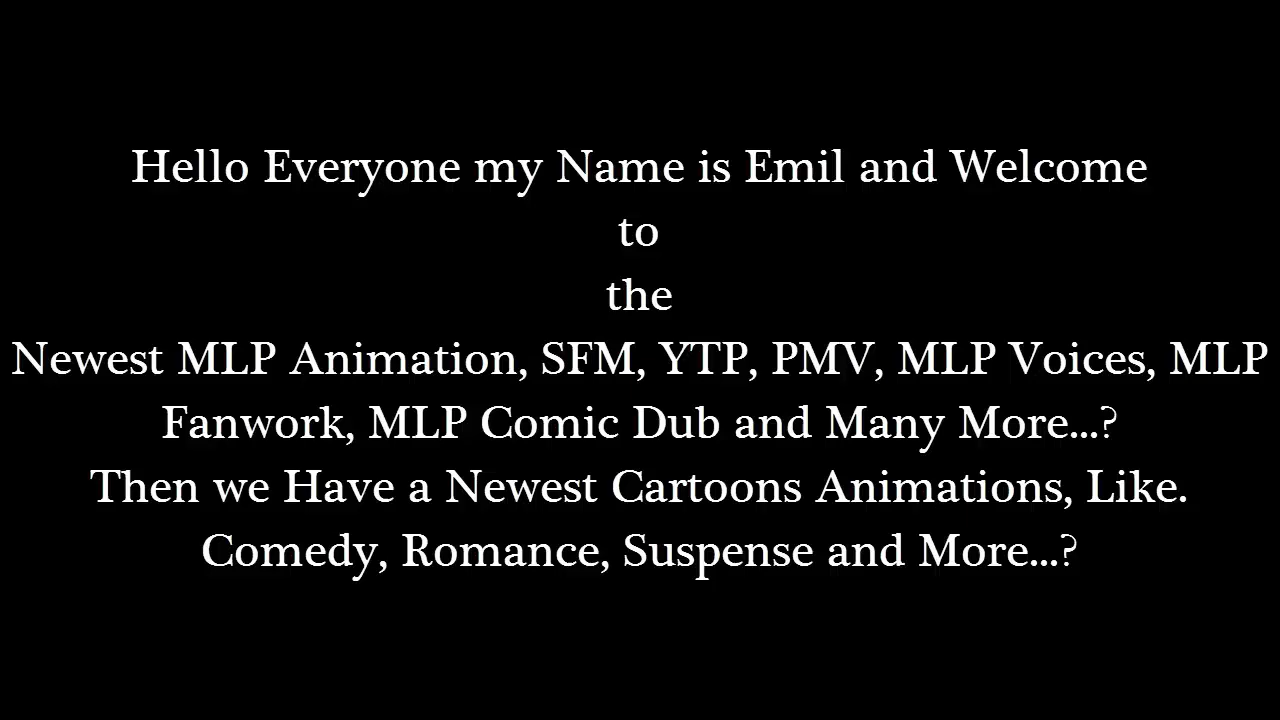 Hello Everyone my Name is Emil and Welcome
to
the
Newest MLP Animation, SFM, YTP, PMV, MLP Voices, MLP
Fanwork, MLP Comic Dub and Many More...?
Then we Have a Newest Cartoons Animations, Like.
Comedy, Romance, Suspense and More...?